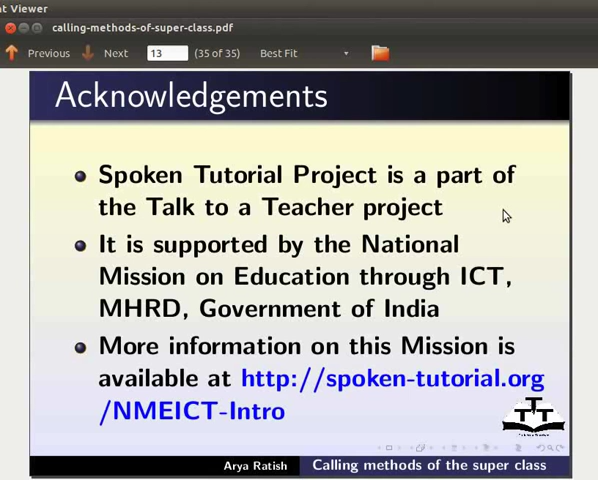 nt Viewer
calling-methods-of-super-class.pdf
Previous Next 13 (35 of 35) Best Fit
Acknowledgements
Spoken Tutorial Project is a part of
the Talk to a Teacher project
It is supported by the National
Mission on Education through ICT,
MHRD, Government of India
More information on this Mission is
available at http://spoken-tutorial.org
/NMEICT-Intro
Arya Ratish Calling methods of the super class